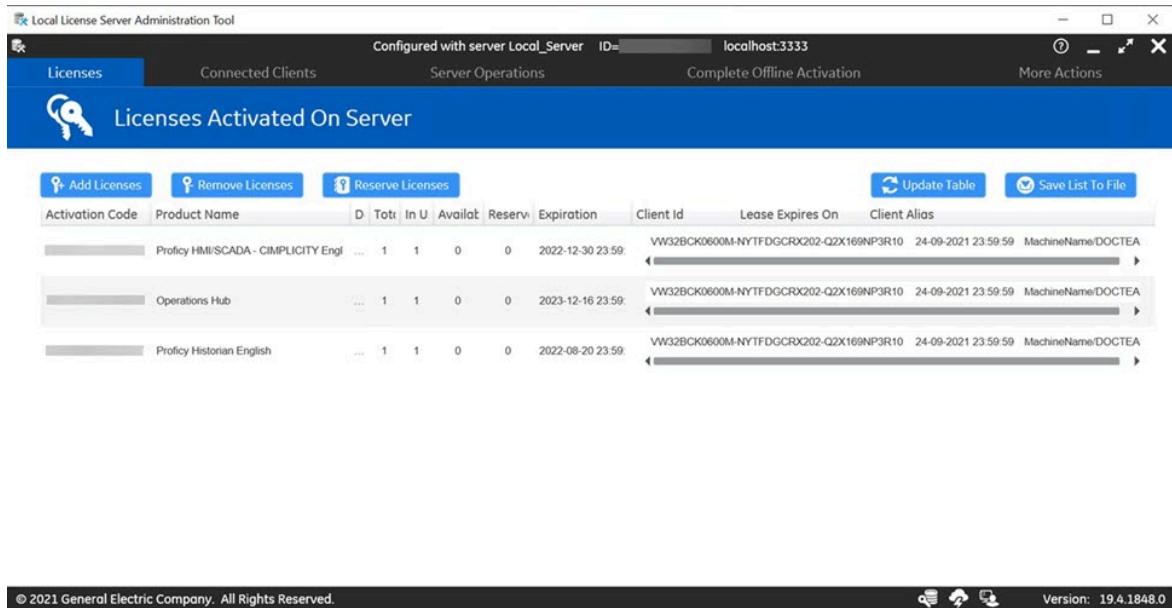 Local License Server Administration Tool
Configured with server Local_Server ID= localhost:3333
Licenses Connected Clients Server Operations Complete Offline Activation More Actions
Licenses Activated On Server
Add Licenses Remove Licenses Reserve Licenses Update Table Save List To File
Activation Code Product Name D Tota In U Availat Reserv Expiration Client Id Lease Expires On Client Alias
Proficy HMI/SCADA - CIMPLICITY Engl ... 1 1 0 0 2022-12-30 23:59: VW32BCK0600M-NYTFDGCRX202-Q2X169NP3R10 24-09-2021 23:59:59 MachineName/DOCTEA
Operations Hub ... 1 1 0 0 2023-12-16 23:59: VW32BCK0600M-NYTFDGCRX202-Q2X169NP3R10 24-09-2021 23:59:59 MachineName/DOCTEA
Proficy Historian English ... 1 1 0 0 2022-08-20 23:59: VW32BCK0600M-NYTFDGCRX202-Q2X169NP3R10 24-09-2021 23:59:59 MachineName/DOCTEA
© 2021 General Electric Company. All Rights Reserved. Version: 19.4.1848.0